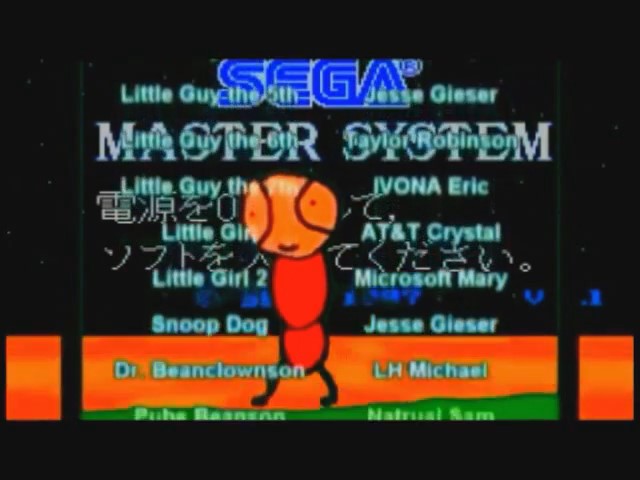 SEGA®
Little Guy the 5th Jesse Gieser
MASTER SYSTEM
Little Guy the 6th Taylor Robinson
Little Guy the IVONA Eric
電源を て,
Little AT&T Crystal
ソフトを てください。
Little Girl 2 Microsoft Mary
Snoop Dog Jesse Gieser
Dr. Beanclownson LH Michael
Pube Beanson Natrual Sam